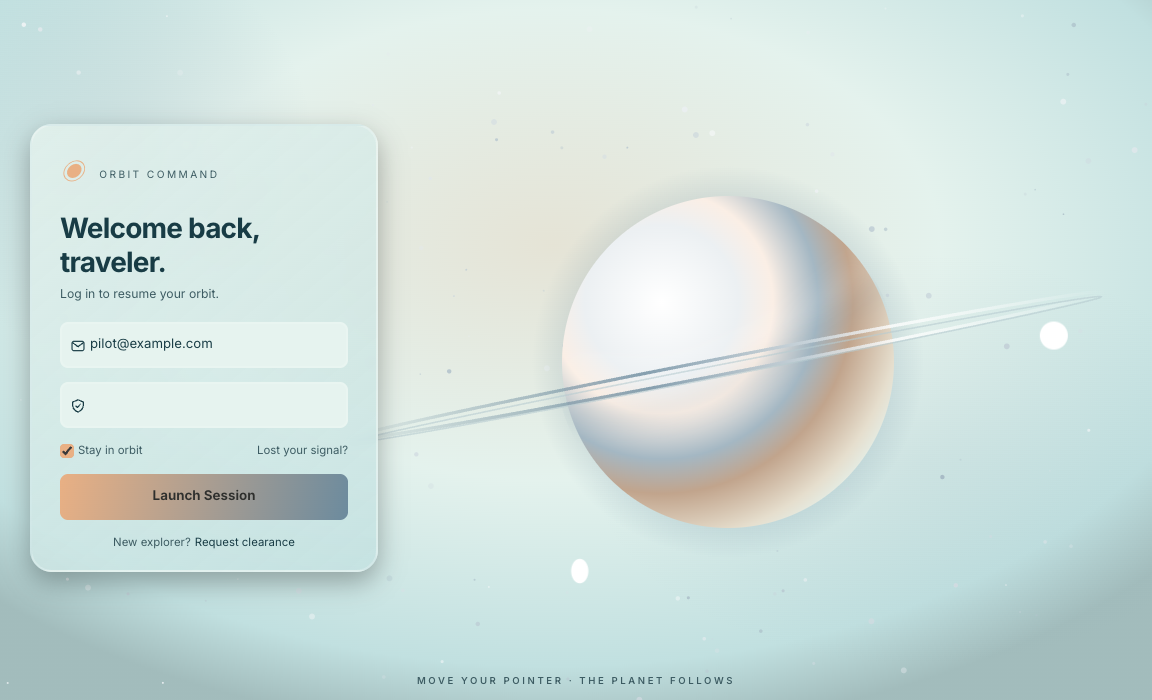 ORBIT COMMAND
Welcome back,
traveler.
Log in to resume your orbit.
pilot@example.com
Stay in orbit
Lost your signal?
Launch Session
New explorer? Request clearance
MOVE YOUR POINTER · THE PLANET FOLLOWS